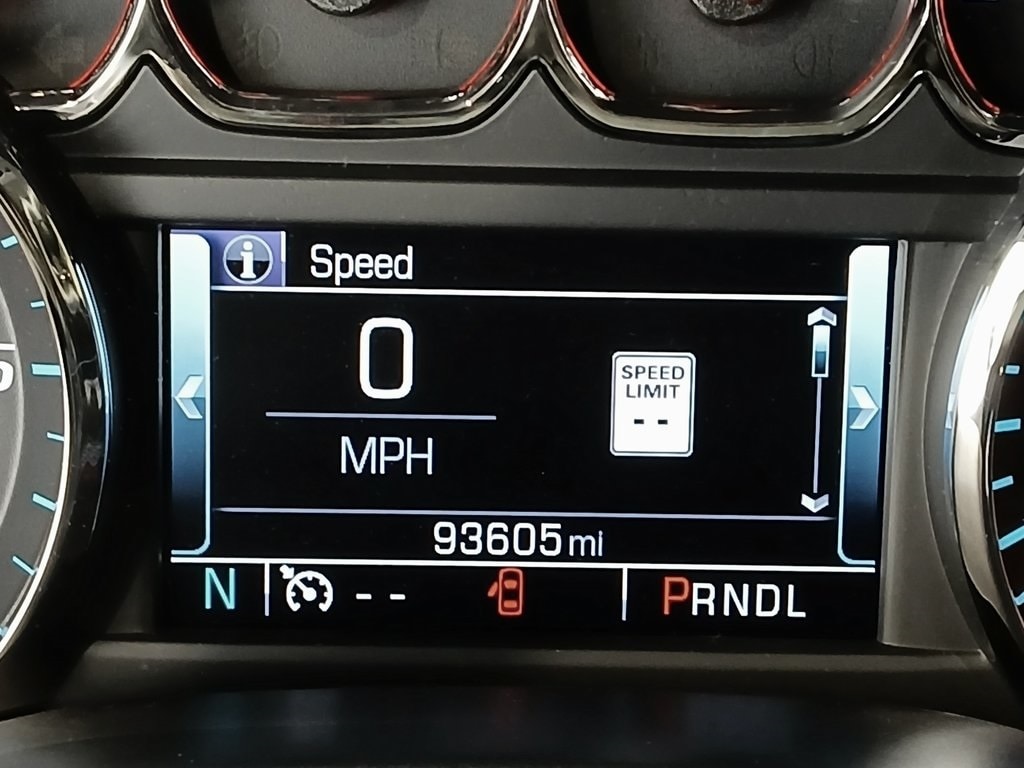 Speed
0
MPH
SPEED
LIMIT
--
93605 mi
N
--
PRNDL